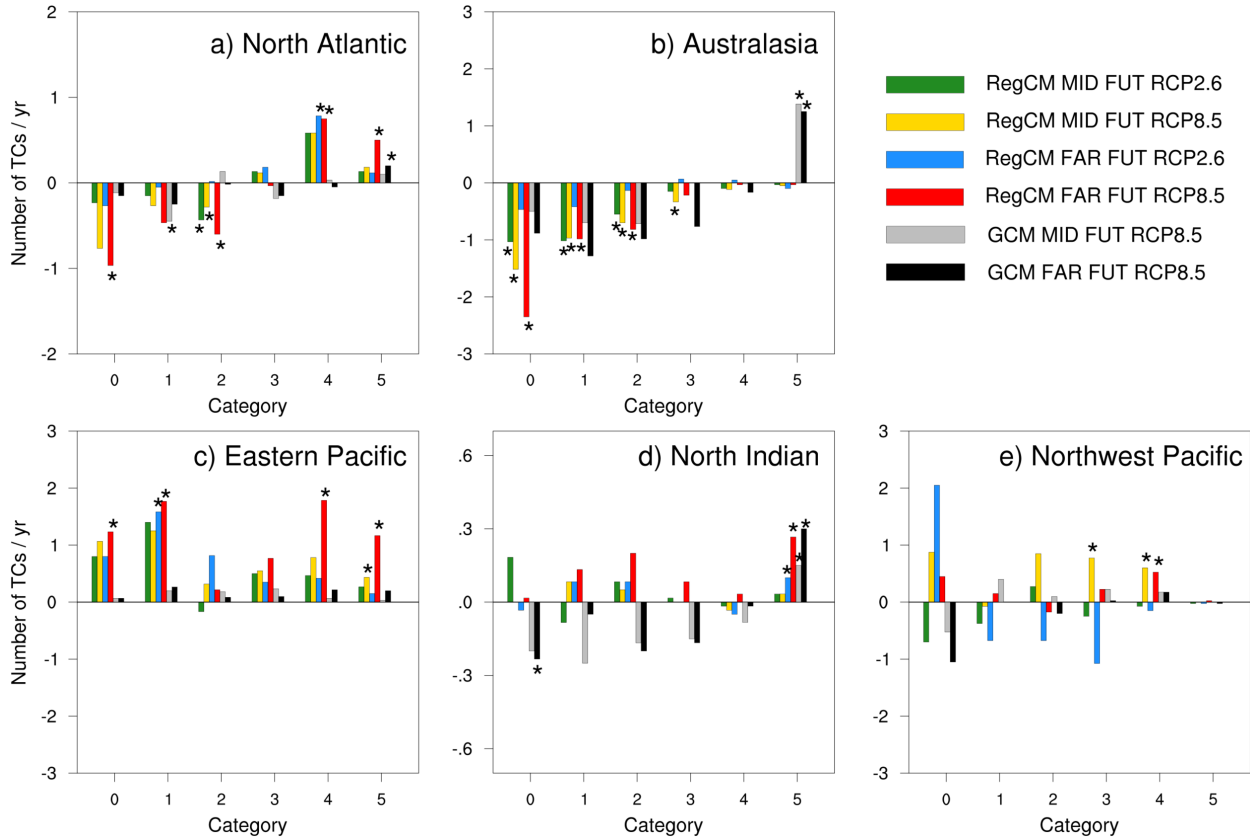 a) North Atlantic
2
1
0
-1
-2
Number of TCs / yr
*
*
* *
*
* *
*
*
0 1 2 3 4 5
Category
b) Australasia
3
2
1
0
-1
-2
-3
* *
* * * * * * * *
*
*
*
0 1 2 3 4 5
Category
RegCM MID FUT RCP2.6
RegCM MID FUT RCP8.5
RegCM FAR FUT RCP2.6
RegCM FAR FUT RCP8.5
GCM MID FUT RCP8.5
GCM FAR FUT RCP8.5
c) Eastern Pacific
3
2
1
0
-1
-2
-3
Number of TCs / yr
*
* *
*
* *
0 1 2 3 4 5
Category
d) North Indian
.6
.3
.0
-.3
-.6
* *
* *
*
0 1 2 3 4 5
Category
e) Northwest Pacific
3
2
1
0
-1
-2
-3
*
* *
0 1 2 3 4 5
Category